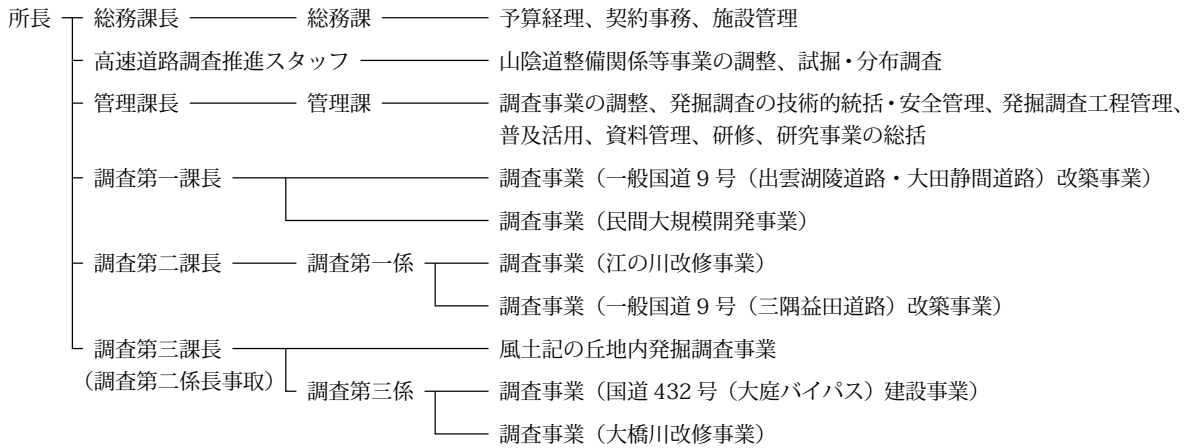 所長 総務課長 総務課 予算経理、契約事務、施設管理
高速道路調査推進スタッフ 山陰道整備関係等事業の調整、試掘・分布調査
管理課長 管理課 調査事業の調整、発掘調査の技術的統括・安全管理、発掘調査工程管理、
普及活用、資料管理、研修、研究事業の総括
調査第一課長 調査事業（一般国道 9 号（出雲湖陵道路・大田静間道路）改築事業）
調査事業（民間大規模開発事業）
調査第二課長 調査第一係 調査事業（江の川改修事業）
調査事業（一般国道 9 号（三隅益田道路）改築事業）
調査第三課長 風土記の丘地内発掘調査事業
（調査第二係長事取） 調査第三係 調査事業（国道 432 号（大庭バイパス）建設事業）
調査事業（大橋川改修事業）